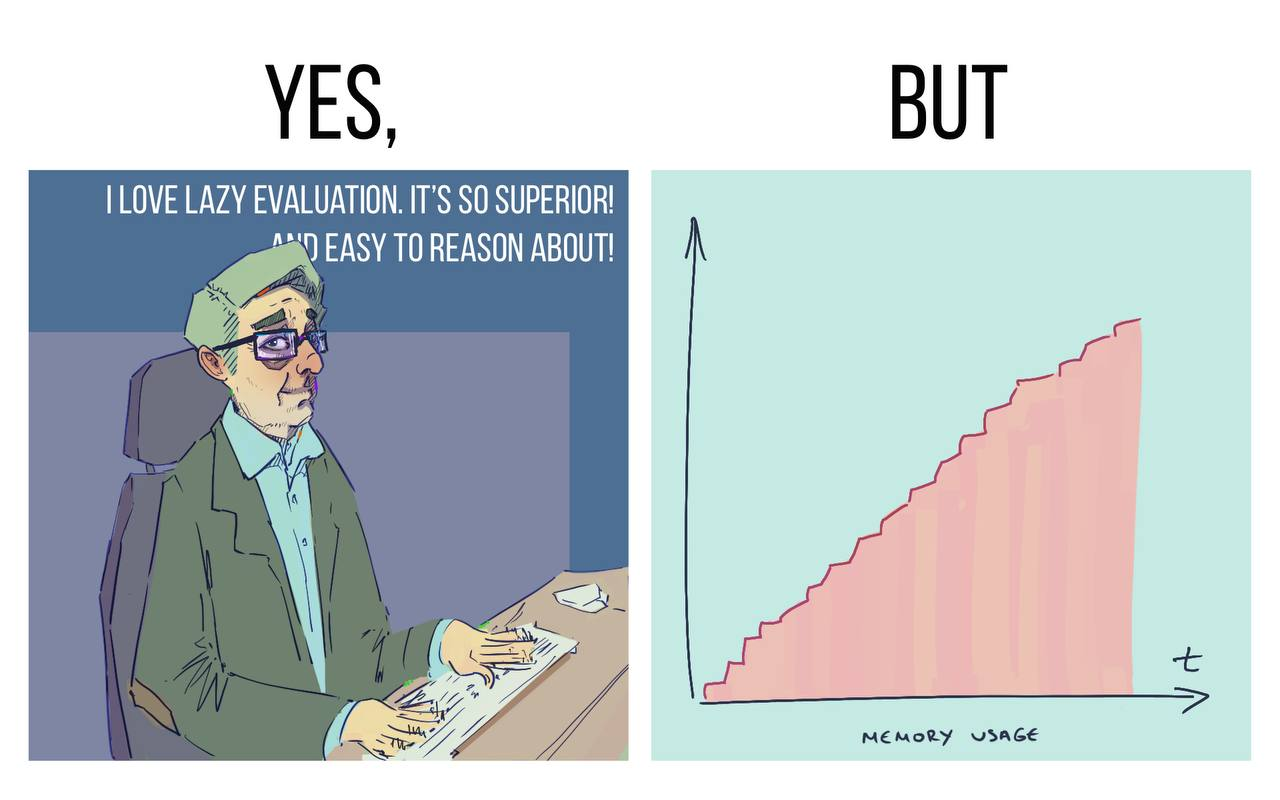 YES,
BUT
I LOVE LAZY EVALUATION. IT'S SO SUPERIOR!
AND EASY TO REASON ABOUT!
t
MEMORY USAGE